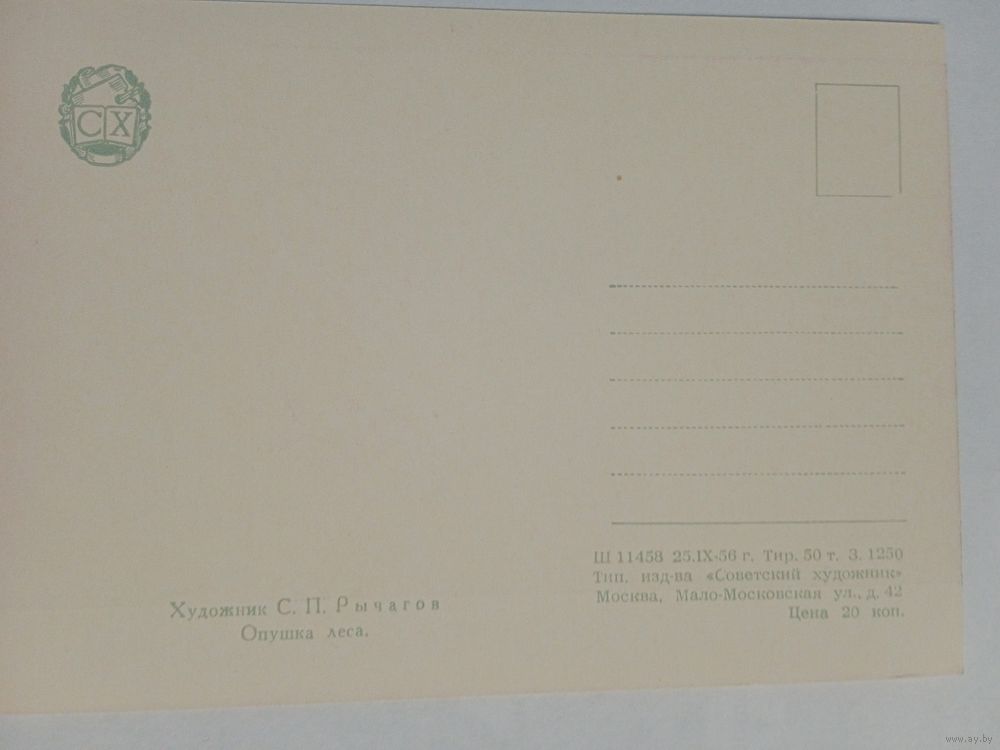 СХ
Ш 11458 25.IX-56 г. Тир. 50 т. З. 1250
Тип. изд-ва «Советский художник»
Москва, Мало-Московская ул., д. 42
Цена 20 коп.
Художник С. П. Рычагов
Опушка леса.
www.ay.by